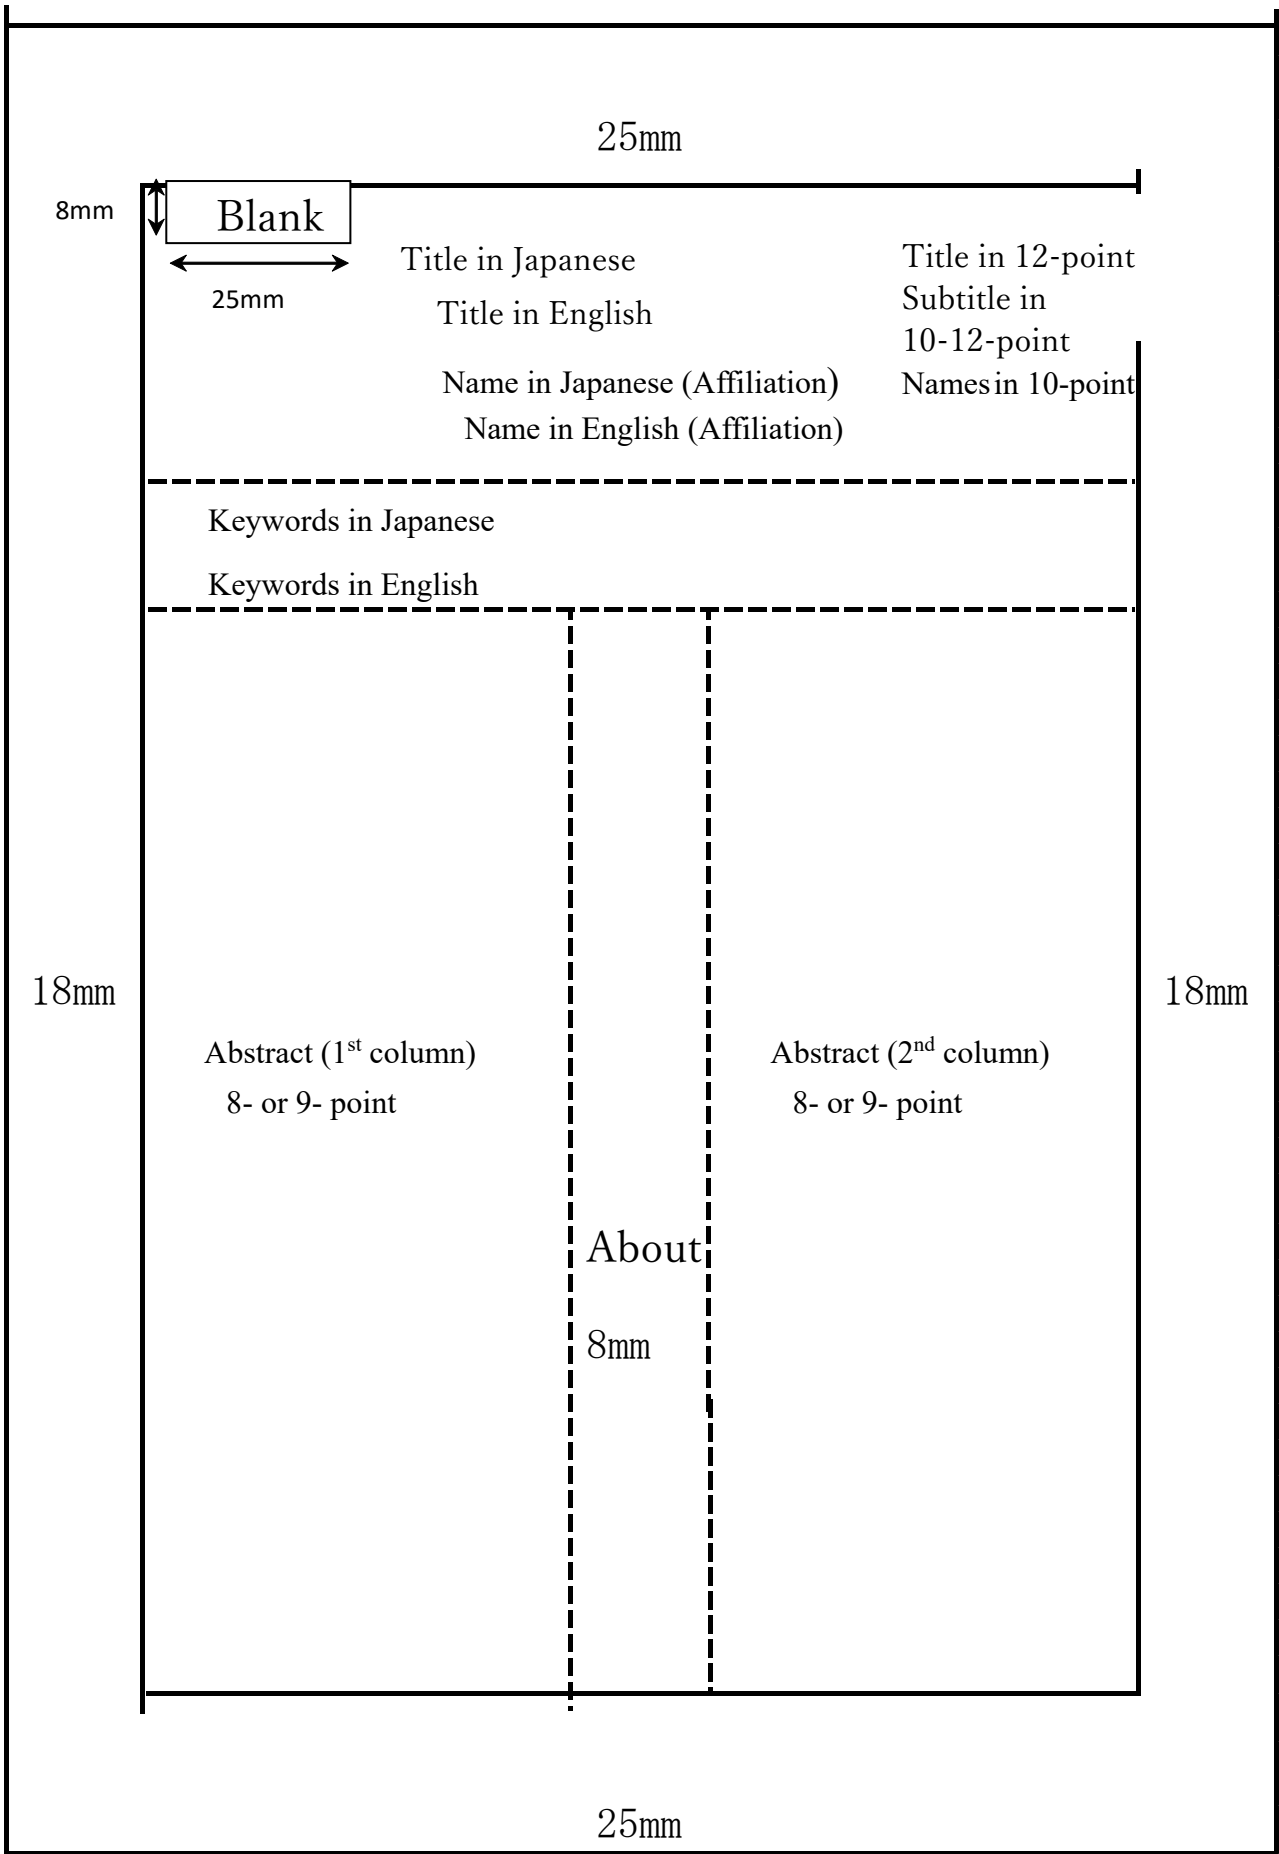 25mm
8mm
Blank
25mm
Title in Japanese
Title in English
Name in Japanese (Affiliation)
Name in English (Affiliation)
Title in 12-point
Subtitle in
10-12-point
Names in 10-point
Keywords in Japanese
Keywords in English
18mm
18mm
Abstract (1st column)
8- or 9- point
Abstract (2nd column)
8- or 9- point
About
8mm
25mm